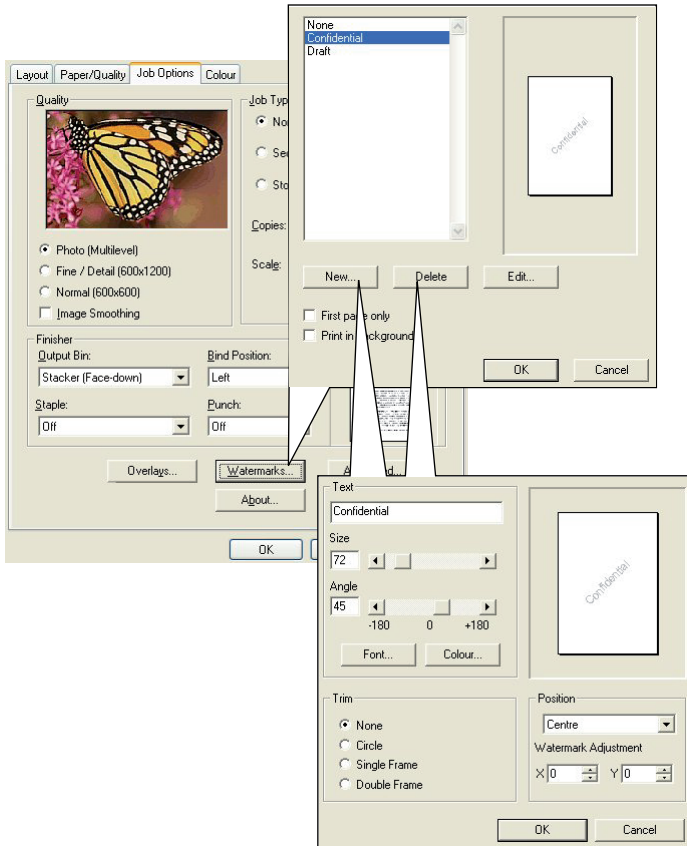 Layout Paper/Quality Job Options Colour
Quality
Photo (Multilevel)
Fine / Detail (600x1200)
Normal (600x600)
Image Smoothing
Job Typ
No
Sec
Sto
Copies:
Scale:
Finisher
Output Bin: Bind Position:
Stacker (Face-down) Left
Staple: Punch:
Off Off
Overlays... Watermarks...
About...
OK
None
Confidential
Draft
Confidential
New... Delete Edit...
First page only
Print in background
OK Cancel
Text
Confidential
Size
72
Angle
45
-180 0 +180
Font... Colour...
Confidential
Trim
None
Circle
Single Frame
Double Frame
Position
Centre
Watermark Adjustment
X 0 Y 0
OK Cancel